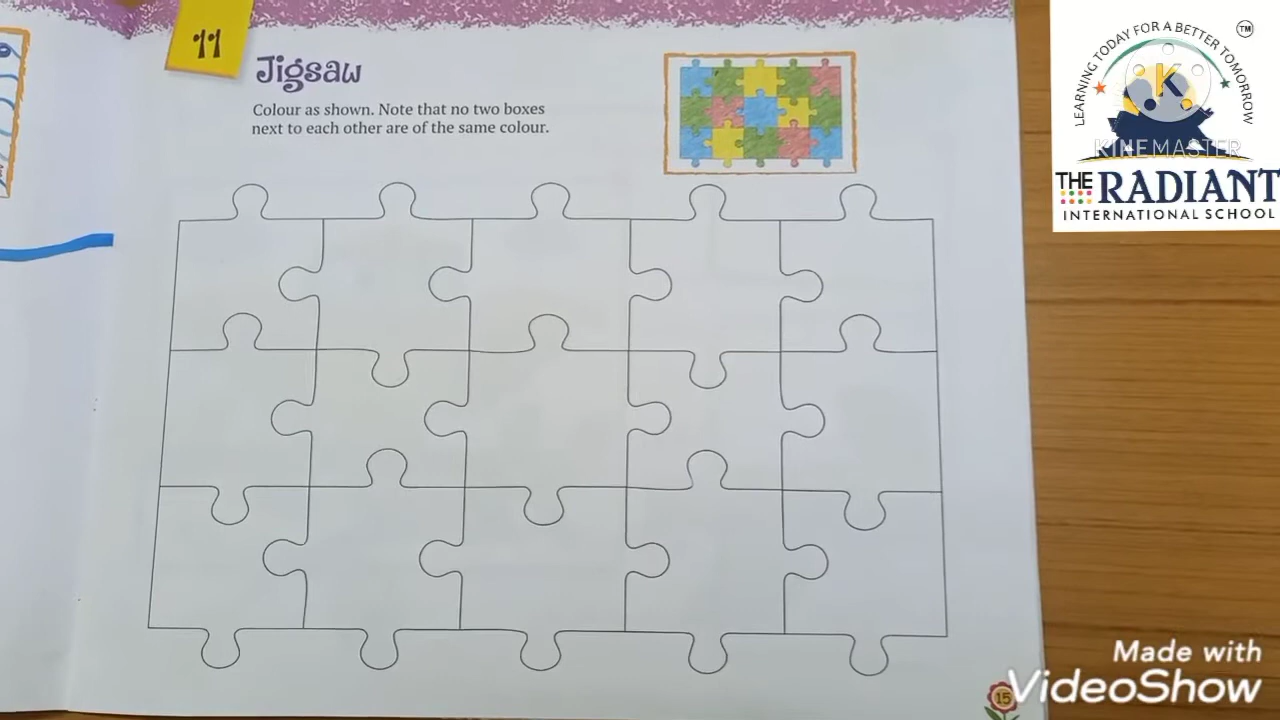 11
Jigsaw
Colour as shown. Note that no two boxes
next to each other are of the same colour.
LEARNING TODAY FOR A BETTER TOMORROW
TM
K
KINEMASTER
THE RADIANT
INTERNATIONAL SCHOOL
15
Made with
VideoShow